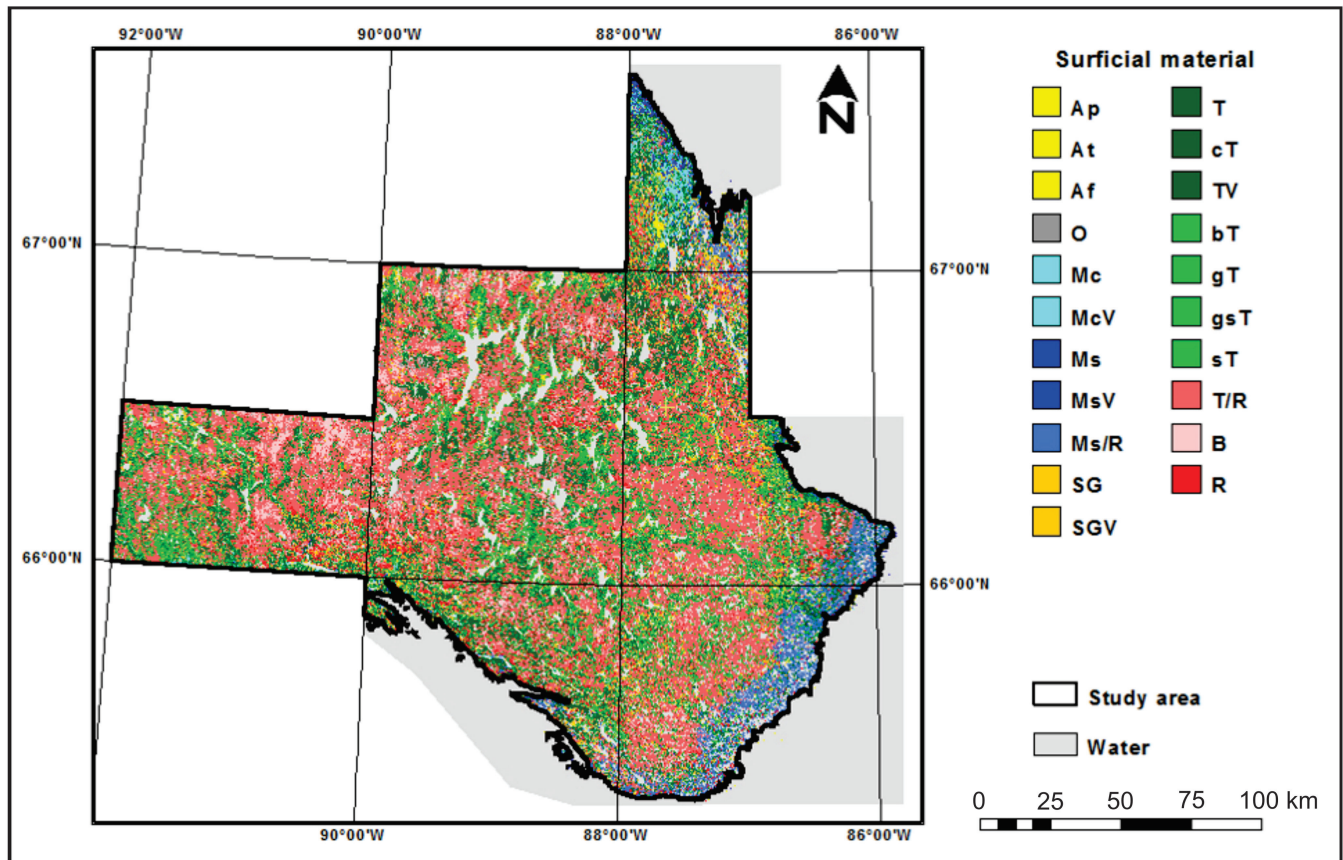 92°00'W 90°00'W 88°00'W 86°00'W
Surficial material
N
Ap T
At cT
Af TV
O bT
Mc gT
McV gsT
Ms sT
MsV T/R
Ms/R B
SG R
SGV
67°00'N 67°00'N
66°00'N 66°00'N
Study area
Water
0 25 50 75 100 km
90°00'W 88°00'W 86°00'W